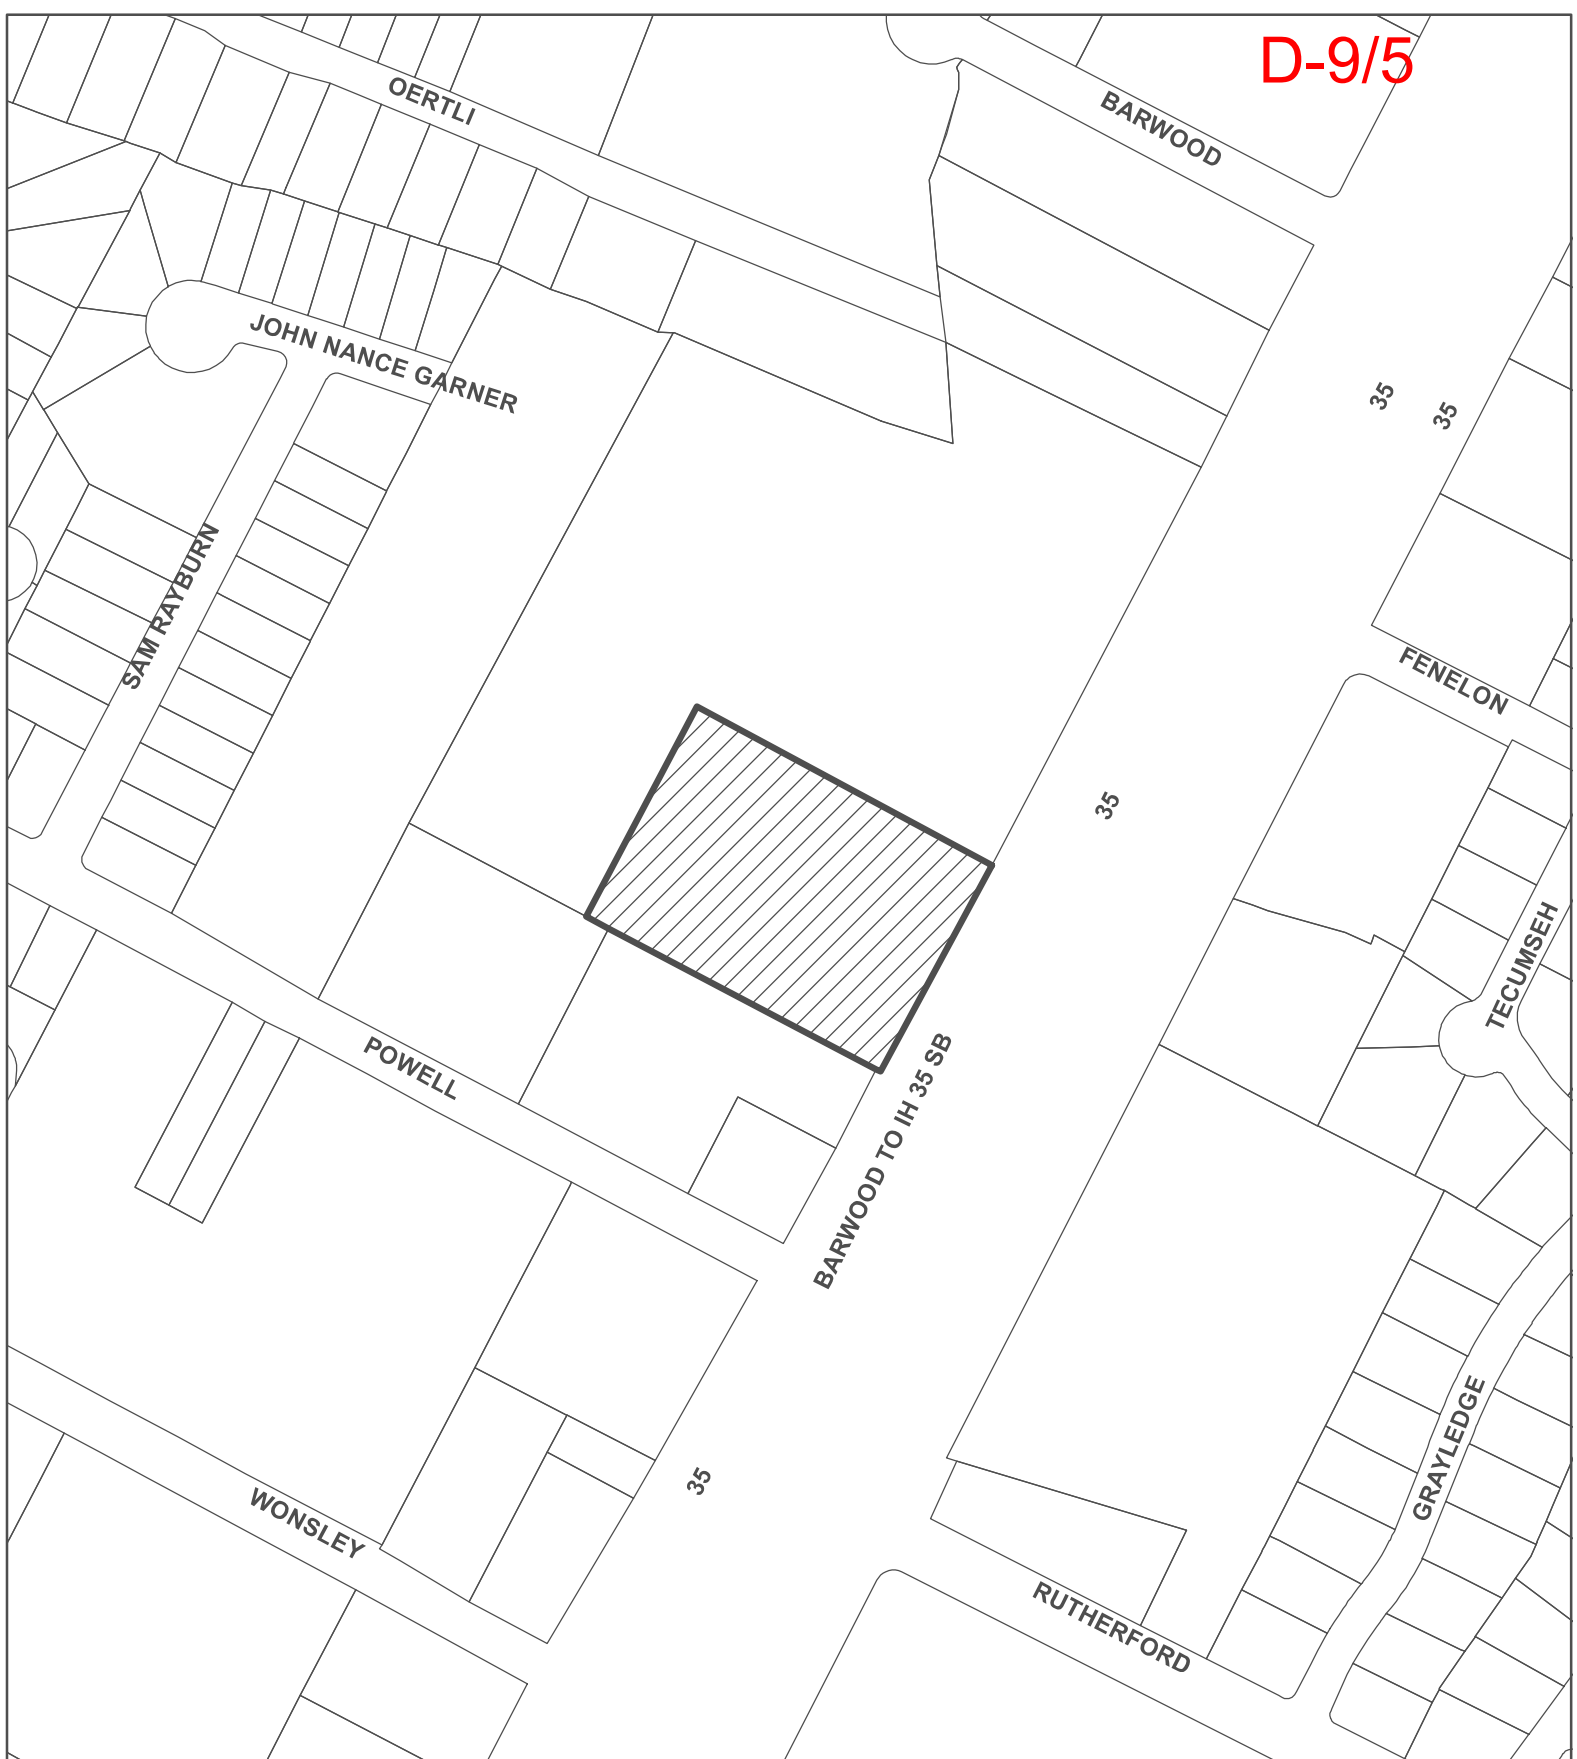 D-9/5
OERTLI
BARWOOD
JOHN NANCE GARNER
35
35
SAM RAYBURN
FENELON
35
TECUMSEH
POWELL
BARWOOD TO IH 35 SB
GRAYLEDGE
35
WONSLEY
RUTHERFORD